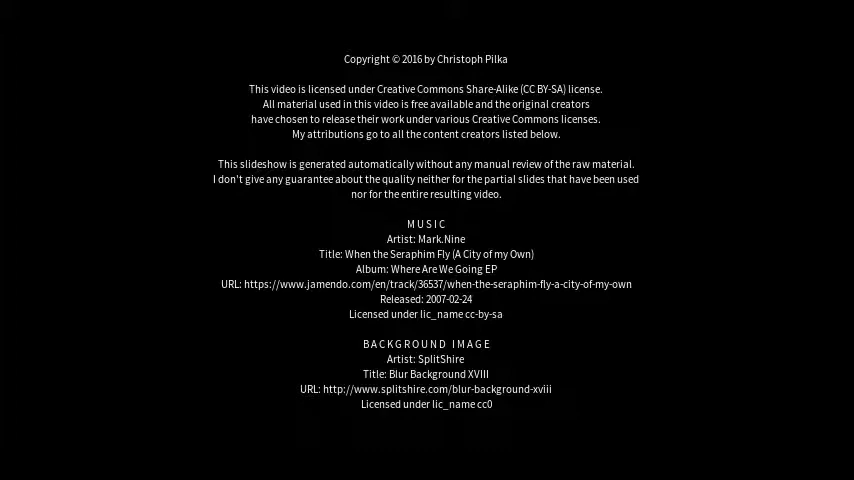 Copyright © 2016 by Christoph Pilka
This video is licensed under Creative Commons Share-Alike (CC BY-SA) license.
All material used in this video is free available and the original creators
have chosen to release their work under various Creative Commons licenses.
My attributions go to all the content creators listed below.
This slideshow is generated automatically without any manual review of the raw material.
I don't give any guarantee about the quality neither for the partial slides that have been used
nor for the entire resulting video.
MUSIC
Artist: Mark.Nine
Title: When the Seraphim Fly (A City of my Own)
Album: Where Are We Going EP
URL: https://www.jamendo.com/en/track/36537/when-the-seraphim-fly-a-city-of-my-own
Released: 2007-02-24
Licensed under lic_name cc-by-sa
BACKGROUND IMAGE
Artist: SplitShire
Title: Blur Background XVIII
URL: http://www.splitshire.com/blur-background-xviii
Licensed under lic_name cc0